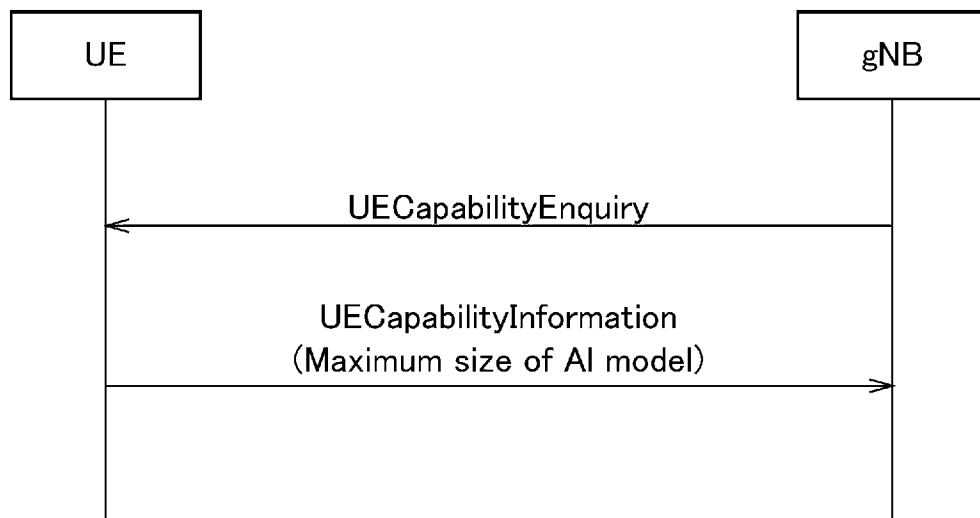 UE
gNB
UECapabilityEnquiry
UECapabilityInformation
(Maximum size of AI model)